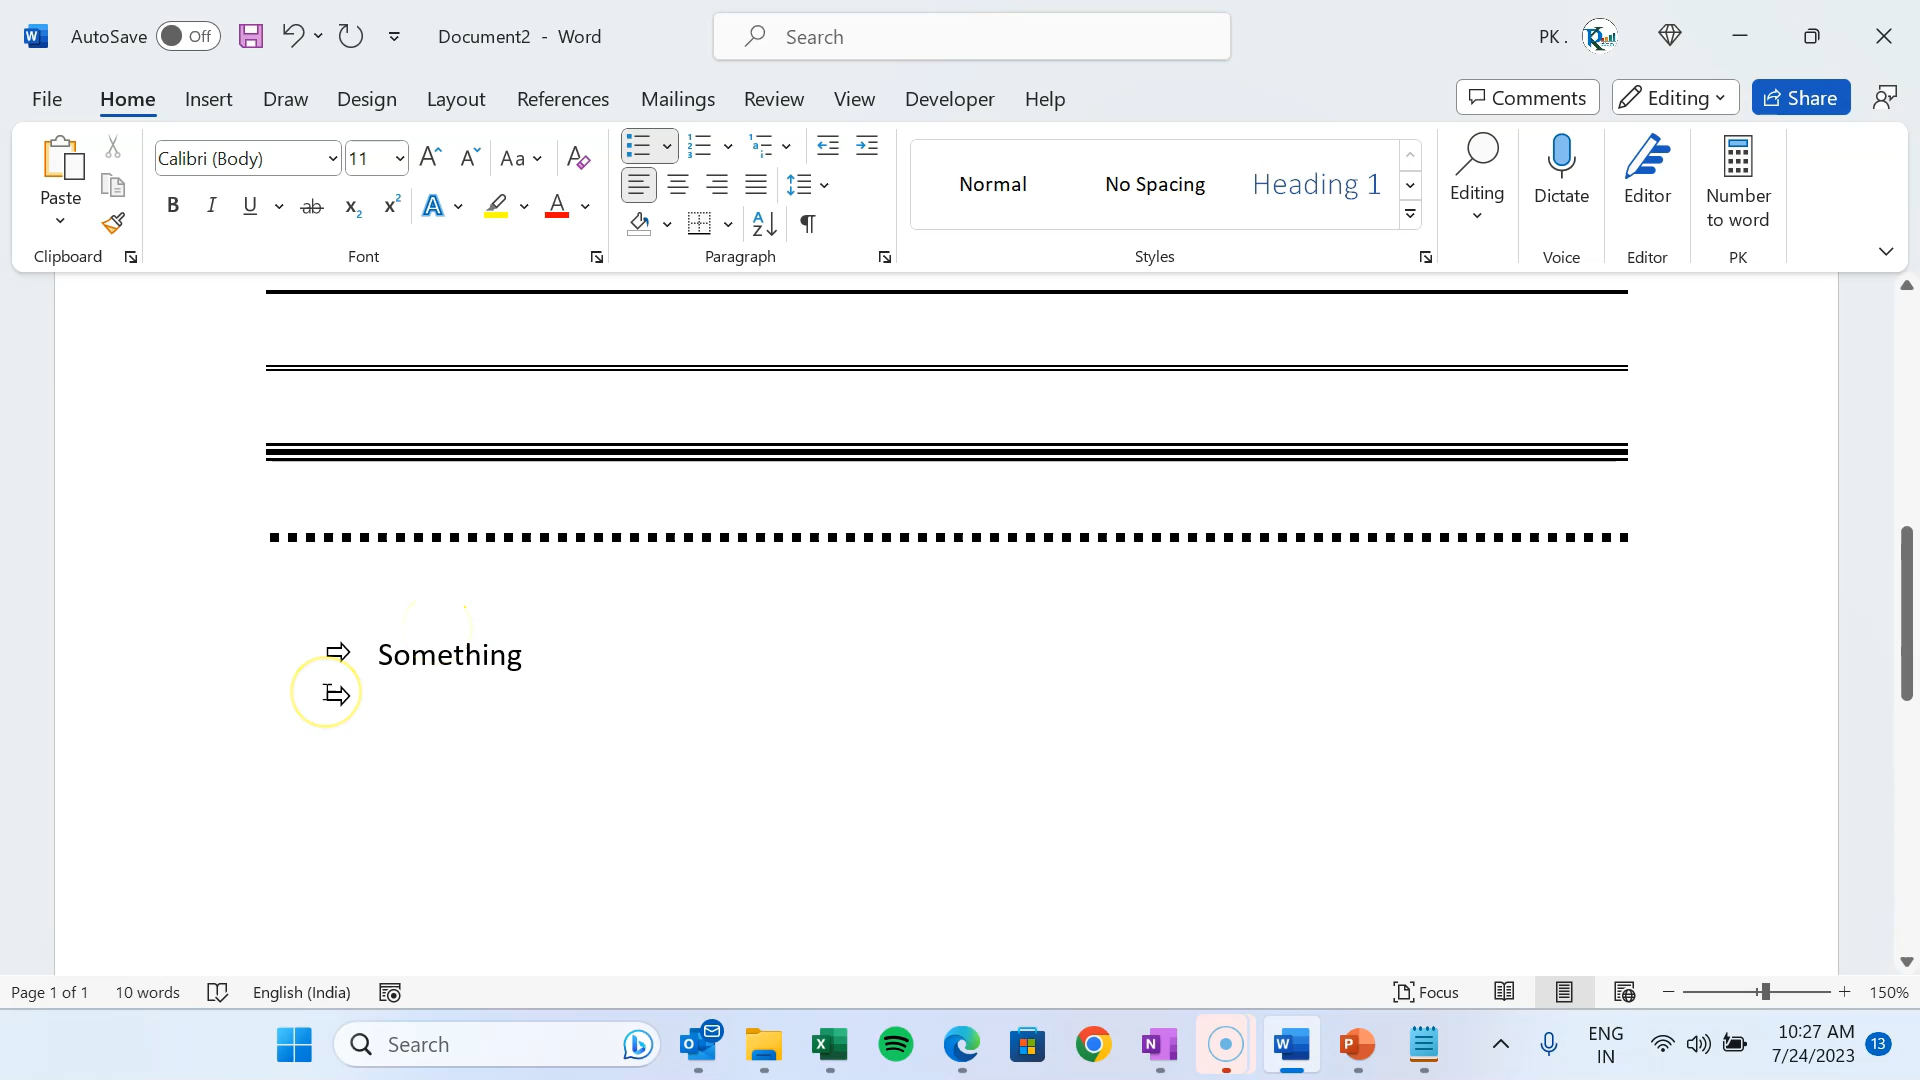 AutoSave Off Document2 - Word Search PK .
File Home Insert Draw Design Layout References Mailings Review View Developer Help Comments Editing Share
Paste
Clipboard
Calibri (Body) 11
Font
Paragraph
Normal No Spacing Heading 1
Styles
Editing
Dictate
Voice
Editor
Editor
Number
to word
PK
⇨ Something
⇨
Page 1 of 1 10 words English (India) Focus 150%
Search
ENG
IN
10:27 AM
7/24/2023
13